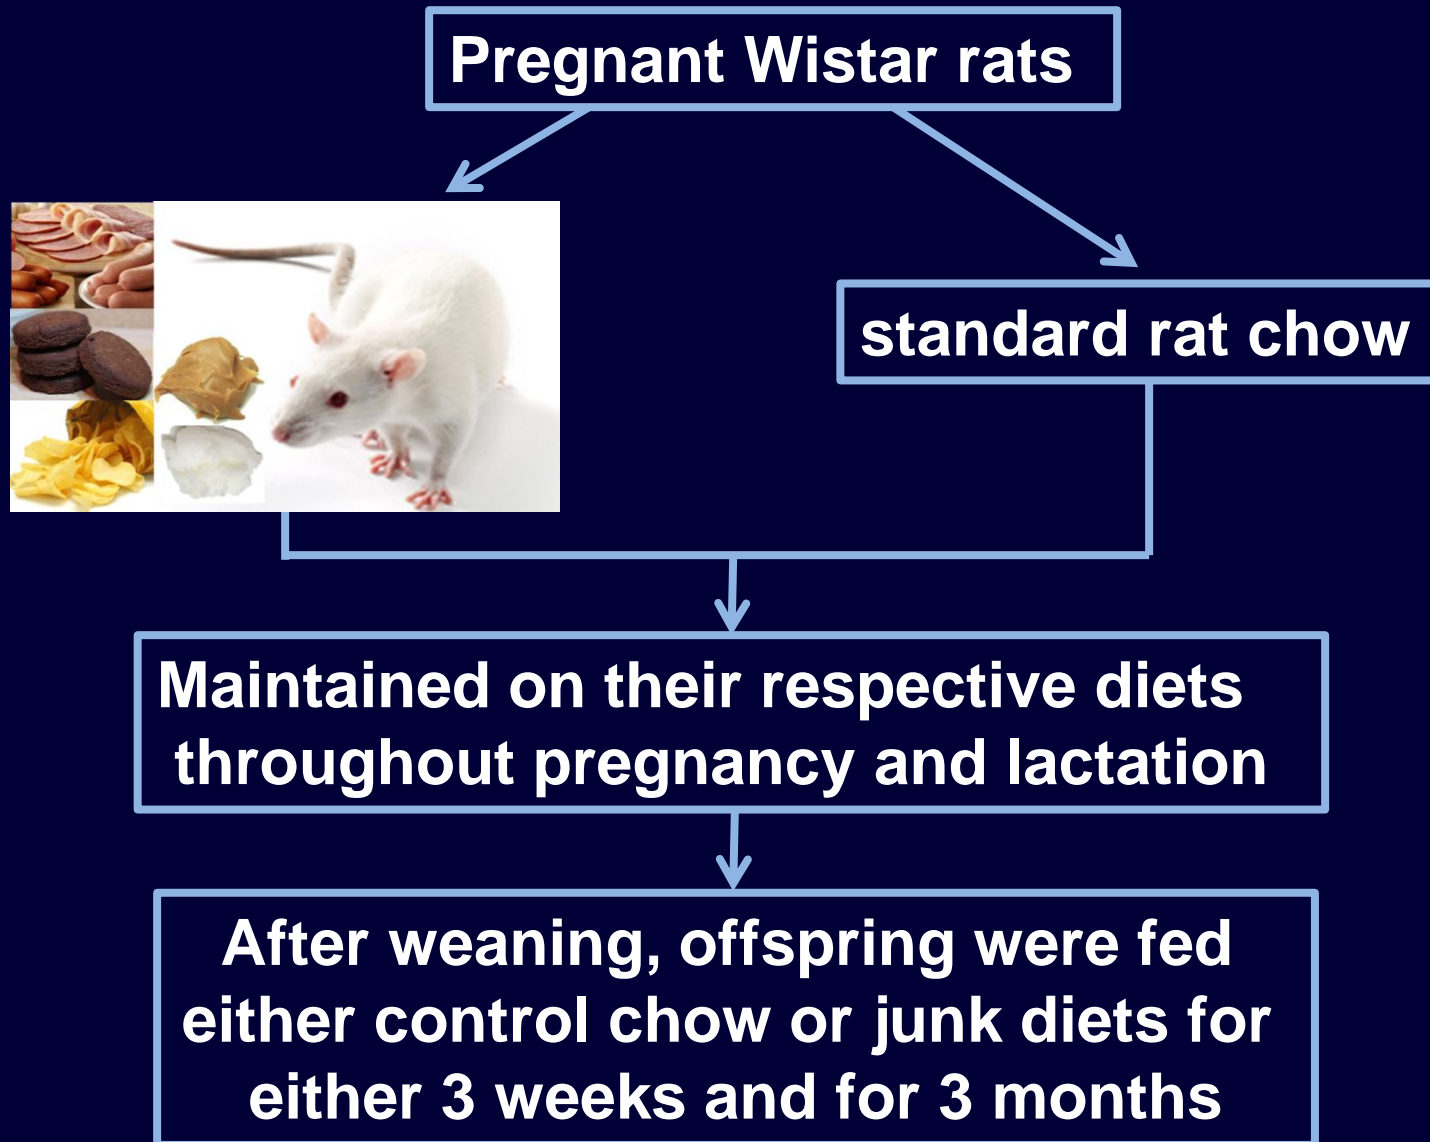 Pregnant Wistar rats
standard rat chow
Maintained on their respective diets
throughout pregnancy and lactation
After weaning, offspring were fed
either control chow or junk diets for
either 3 weeks and for 3 months